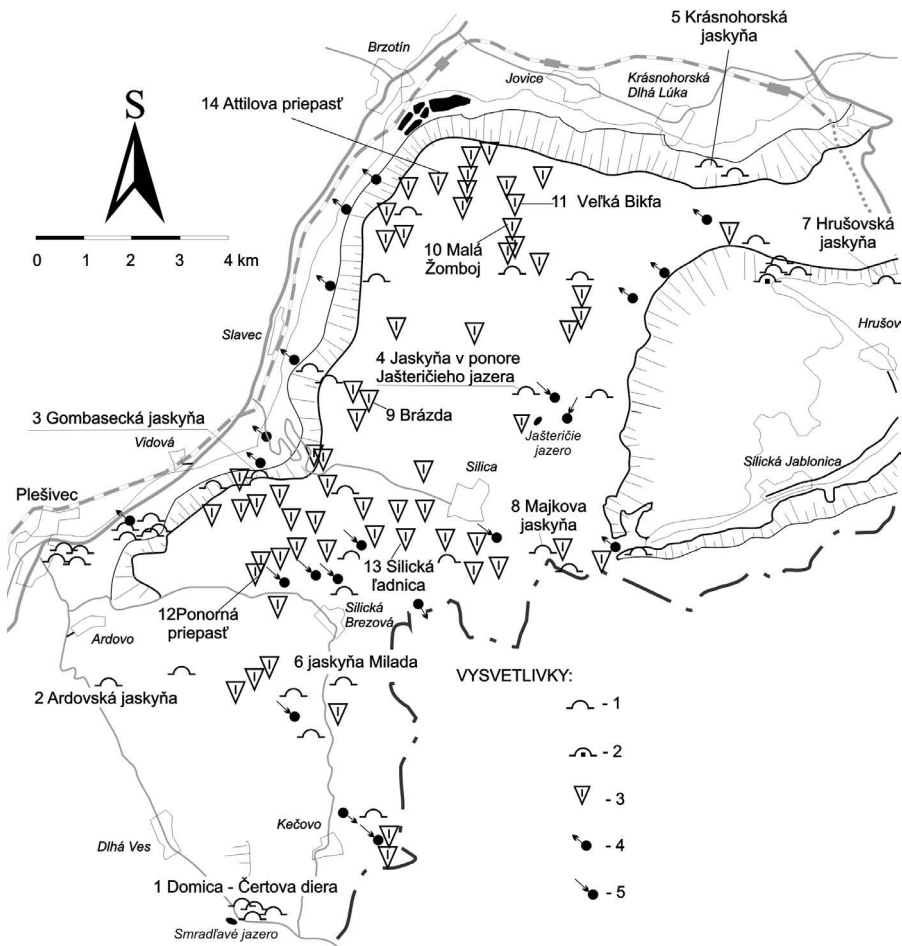 5 Krásnohorská
jaskyňa
Brzotín
Jovice
Krásnohorská
Dlhá Lúka
14 Attilova priepasť
S
11 Veľká Bikfa
7 Hrušovská
jaskyňa
10 Malá
Žomboj
0 1 2 3 4 km
Slavec
Hrušov
4 Jaskyňa v ponore
Jašteričieho jazera
9 Brázda
3 Gombasecká jaskyňa
Vidová
Jašteričie
jazero
Silica
Silická Jablonica
Plešivec
8 Majkova
jaskyňa
13 Silická
ľadnica
12Ponorná
priepasť
Silická
Brezová
Ardovo
6 jaskyňa Milada
2 Ardovská jaskyňa
VYSVETLIVKY:
- 1
- 2
- 3
- 4
- 5
Dlhá Ves
Kečovo
1 Domica - Čertova diera
Smradľavé jazero